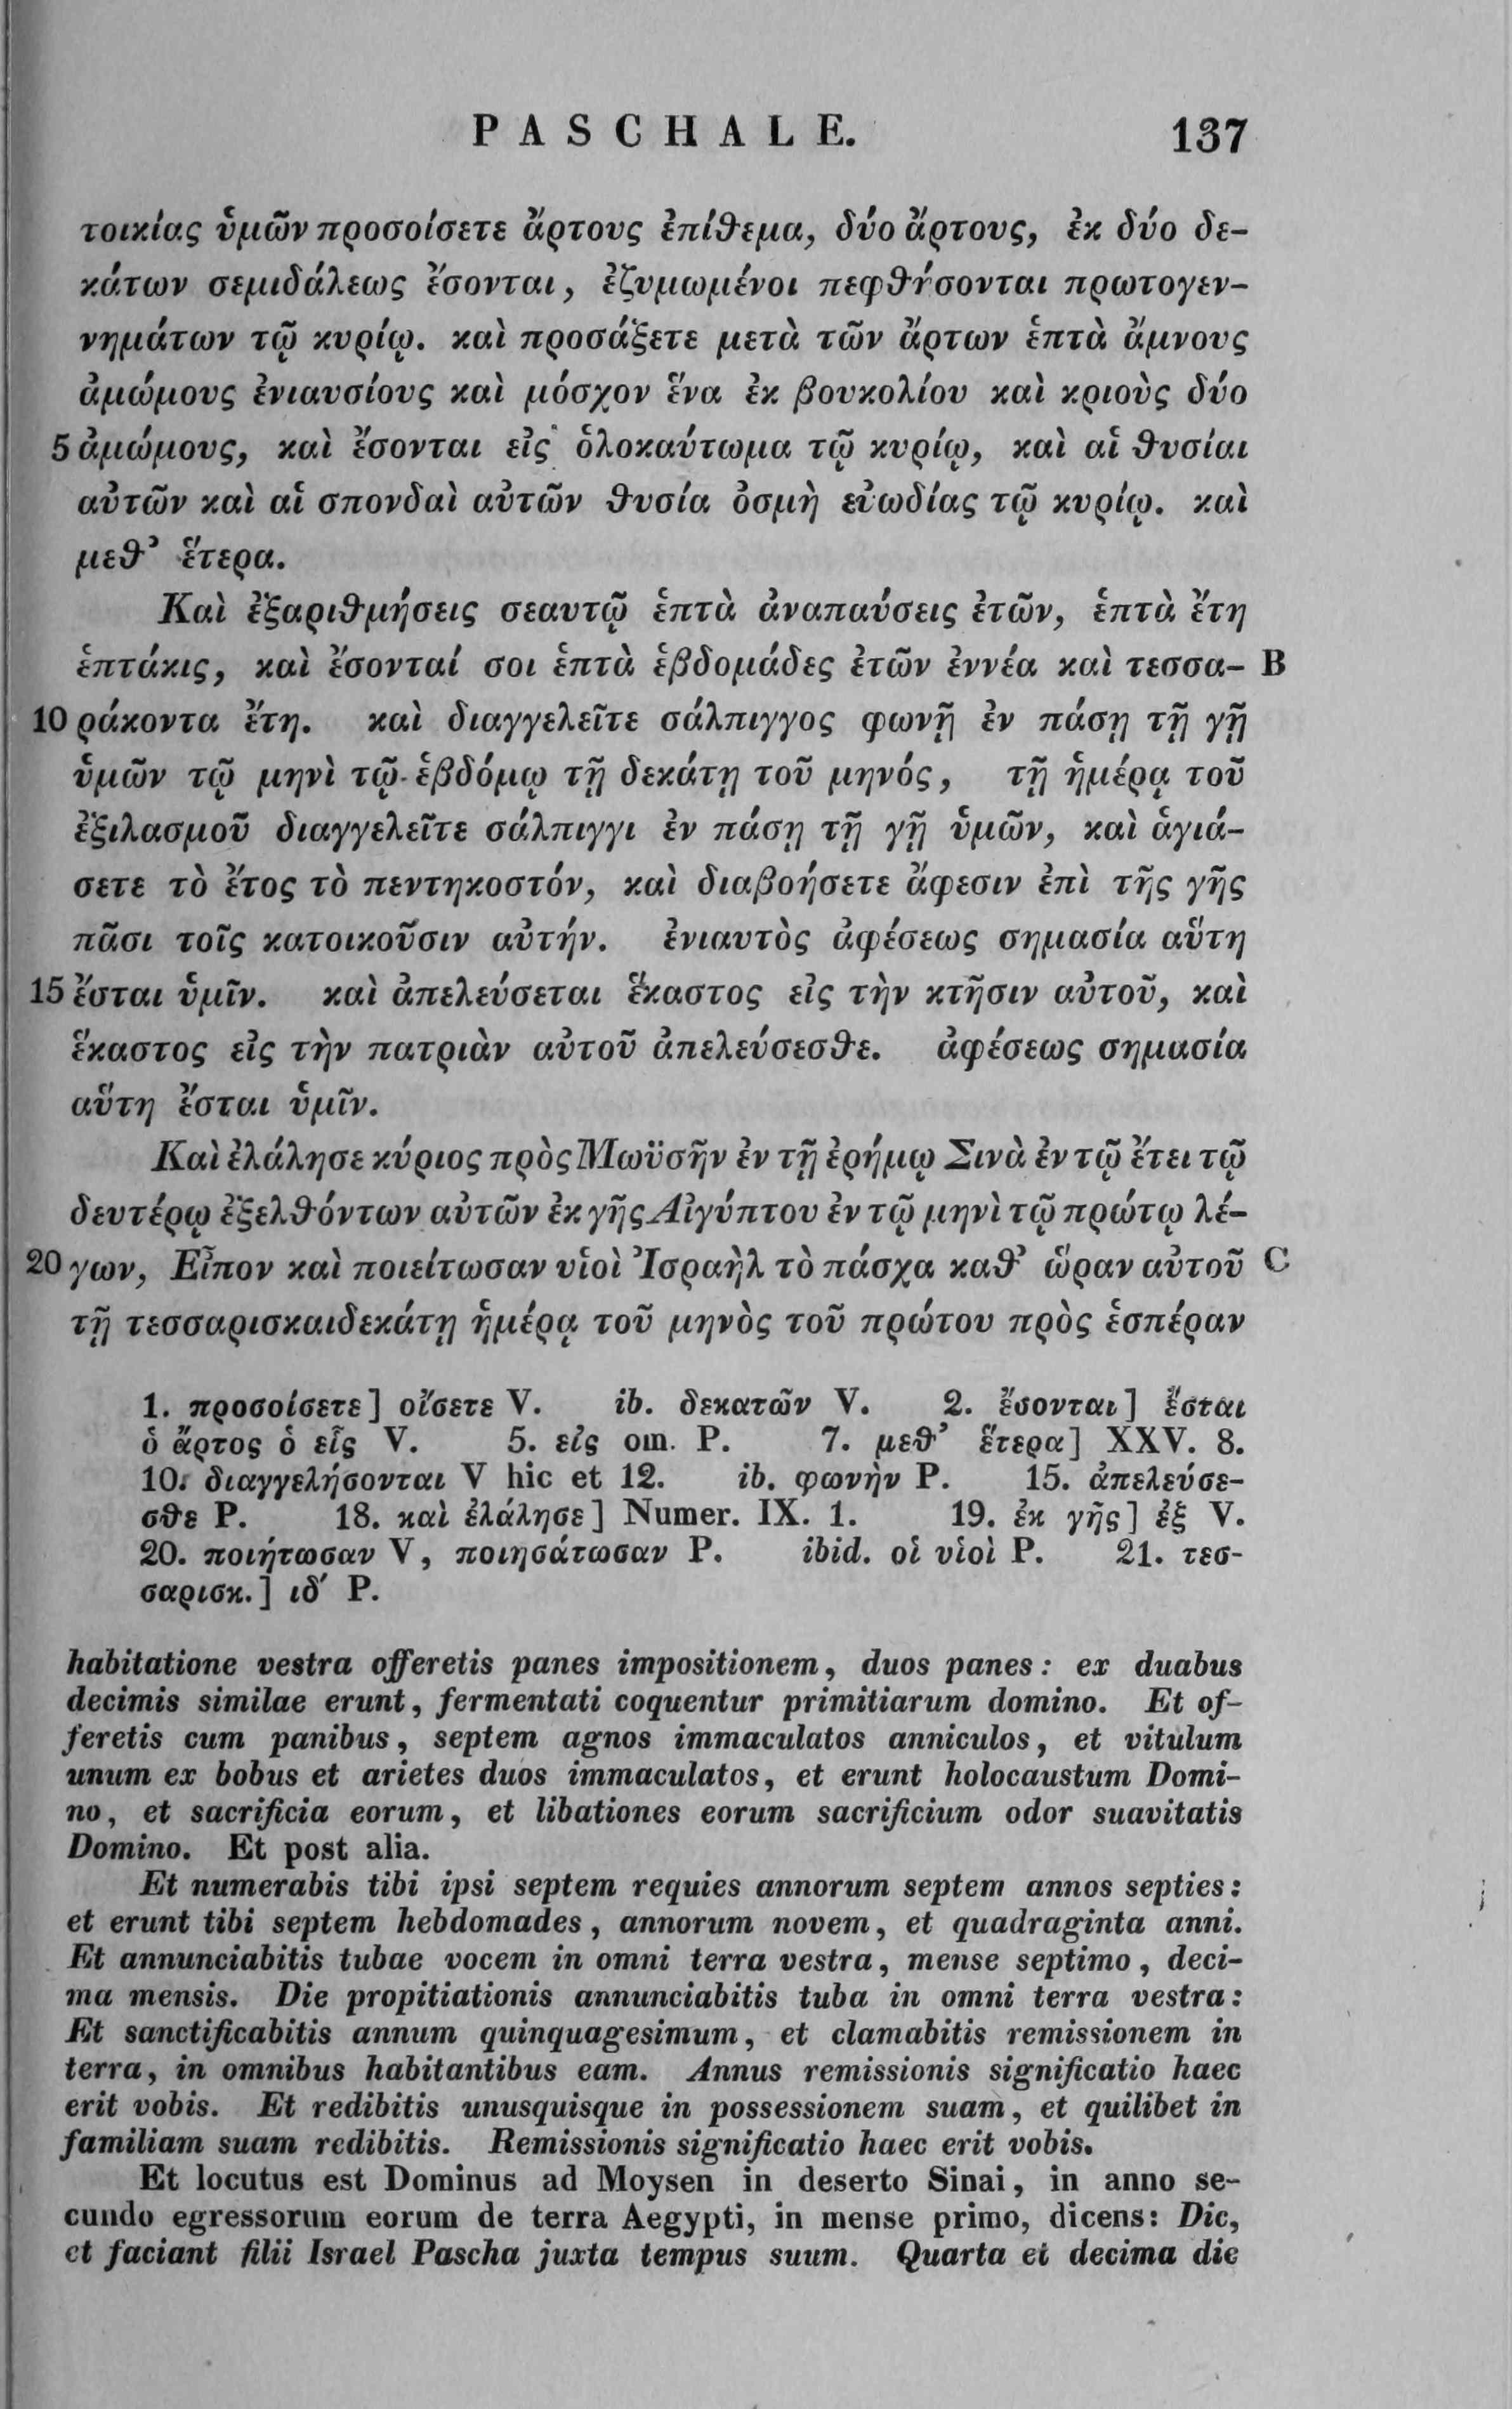 PASCHALE. 137
τοικίας ὑμῶν προσοίσετε ἄρτους ἐπίθεμα, δύο ἄρτους, ἐκ δύο δε-
κάτων σεμιδάλεως ἔσονται, ἐζυμωμένοι πεφθήσονται πρωτογεν-
νημάτων τῷ κυρίῳ. καὶ προσάξετε μετὰ τῶν ἄρτων ἑπτὰ ἄμνους
ἀμώμους ἐνιαυσίους καὶ μόσχον ἕνα ἐκ βουκολίου καὶ κριοὺς δύο
5 ἀμώμους, καὶ ἔσονται εἰς ὁλοκαύτωμα τῷ κυρίῳ, καὶ αἱ θυσίαι
αὐτῶν καὶ αἱ σπονδαὶ αὐτῶν θυσία ὀσμὴ εὐωδίας τῷ κυρίῳ. καὶ
μεθ’ ἕτερα.
Καὶ ἐξαριθμήσεις σεαυτῷ ἑπτὰ ἀναπαύσεις ἐτῶν, ἑπτὰ ἔτη
ἑπτάκις, καὶ ἔσονταί σοι ἑπτὰ ἑβδομάδες ἐτῶν ἐννέα καὶ τεσσα- B
10 ράκοντα ἔτη. καὶ διαγγελεῖτε σάλπιγγος φωνῇ ἐν πάσῃ τῇ γῇ
ὑμῶν τῷ μηνὶ τῷ ἑβδόμῳ τῇ δεκάτῃ τοῦ μηνός, τῇ ἡμέρᾳ τοῦ
ἐξιλασμοῦ διαγγελεῖτε σάλπιγγι ἐν πάσῃ τῇ γῇ ὑμῶν, καὶ ἁγιά-
σετε τὸ ἔτος τὸ πεντηκοστόν, καὶ διαβοήσετε ἄφεσιν ἐπὶ τῆς γῆς
πᾶσι τοῖς κατοικοῦσιν αὐτήν. ἐνιαυτὸς ἀφέσεως σημασία αὕτη
15 ἔσται ὑμῖν. καὶ ἀπελεύσεται ἕκαστος εἰς τὴν κτῆσιν αὐτοῦ, καὶ
ἕκαστος εἰς τὴν πατριὰν αὐτοῦ ἀπελεύσεσθε. ἀφέσεως σημασία
αὕτη ἔσται ὑμῖν.
Καὶ ἐλάλησε κύριος πρὸς Μωϋσῆν ἐν τῇ ἐρήμῳ Σινὰ ἐν τῷ ἔτει τῷ
δευτέρῳ ἐξελθόντων αὐτῶν ἐκ γῆς Αἰγύπτου ἐν τῷ μηνὶ τῷ πρώτῳ λέ-
20 γων, Εἶπον καὶ ποιείτωσαν υἱοὶ Ἰσραὴλ τὸ πάσχα καθ’ ὥραν αὐτοῦ C
τῇ τεσσαρισκαιδεκάτῃ ἡμέρᾳ τοῦ μηνὸς τοῦ πρώτου πρὸς ἑσπέραν
1. προσοίσετε] οἴσετε V. ib. δεκατῶν V. 2. ἔσονται] ἔσται
ὁ ἄρτος ὁ εἷς V. 5. εἰς om. P. 7. μεθ’ ἕτερα] XXV. 8.
10. διαγγελήσονται V hic et 12. ib. φωνὴν P. 15. ἀπελεύσε-
σθε P. 18. καὶ ἐλάλησε] Numer. IX. 1. 19. ἐκ γῆς] ἐξ V.
20. ποιήτωσαν V, ποιησάτωσαν P. ibid. οἱ υἱοὶ P. 21. τεσ-
σαρισκ.] ιδ′ P.
habitatione vestra offeretis panes impositionem, duos panes: ex duabus
decimis similae erunt, fermentati coquentur primitiarum domino. Et of-
feretis cum panibus, septem agnos immaculatos anniculos, et vitulum
unum ex bobus et arietes duos immaculatos, et erunt holocaustum Domi-
no, et sacrificia eorum, et libationes eorum sacrificium odor suavitatis
Domino. Et post alia.
Et numerabis tibi ipsi septem requies annorum septem annos septies:
et erunt tibi septem hebdomades, annorum novem, et quadraginta anni.
Et annunciabitis tubae vocem in omni terra vestra, mense septimo, deci-
ma mensis. Die propitiationis annunciabitis tuba in omni terra vestra:
Et sanctificabitis annum quinquagesimum, et clamabitis remissionem in
terra, in omnibus habitantibus eam. Annus remissionis significatio haec
erit vobis. Et redibitis unusquisque in possessionem suam, et quilibet in
familiam suam redibitis. Remissionis significatio haec erit vobis.
Et locutus est Dominus ad Moysen in deserto Sinai, in anno se-
cundo egressorum eorum de terra Aegypti, in mense primo, dicens: Dic,
et faciant filii Israel Pascha juxta tempus suum. Quarta et decima die